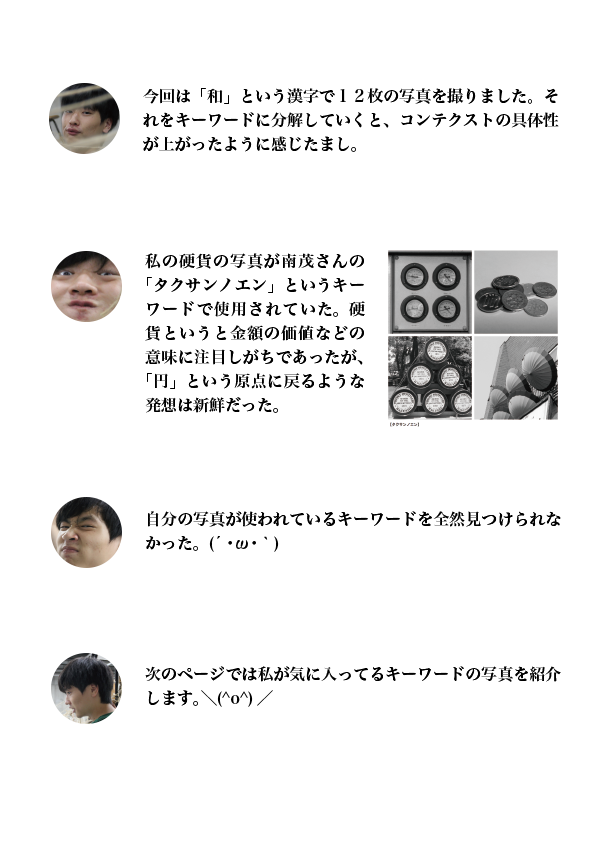 今回は「和」という漢字で１２枚の写真を撮りました。そ
れをキーワードに分解していくと、コンテクストの具体性
が上がったように感じたまし。
私の硬貨の写真が南茂さんの
「タクサンノエン」というキー
ワードで使用されていた。硬
貨というと金額の価値などの
意味に注目しがちであったが、
「円」という原点に戻るような
発想は新鮮だった。
[タクサンノエン]
自分の写真が使われているキーワードを全然見つけられな
かった。(´・ω・｀)
次のページでは私が気に入ってるキーワードの写真を紹介
します。＼(^o^)／